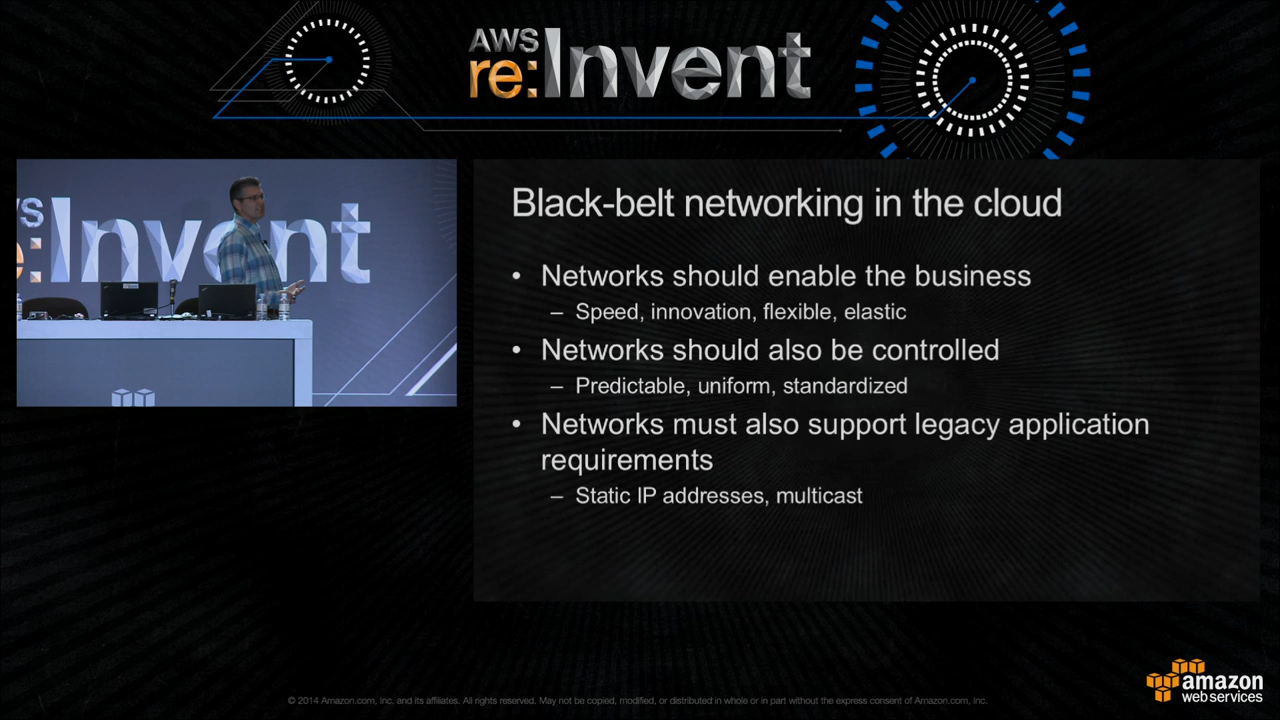 AWS
re:Invent
WS
e:Invent
Black-belt networking in the cloud
• Networks should enable the business
– Speed, innovation, flexible, elastic
• Networks should also be controlled
– Predictable, uniform, standardized
• Networks must also support legacy application
requirements
– Static IP addresses, multicast
© 2014 Amazon.com, inc. and its affiliates. All rights reserved. May not be copied, modified, or distributed in whole or in part without the express consent of Amazon.com, inc.
amazon
web services